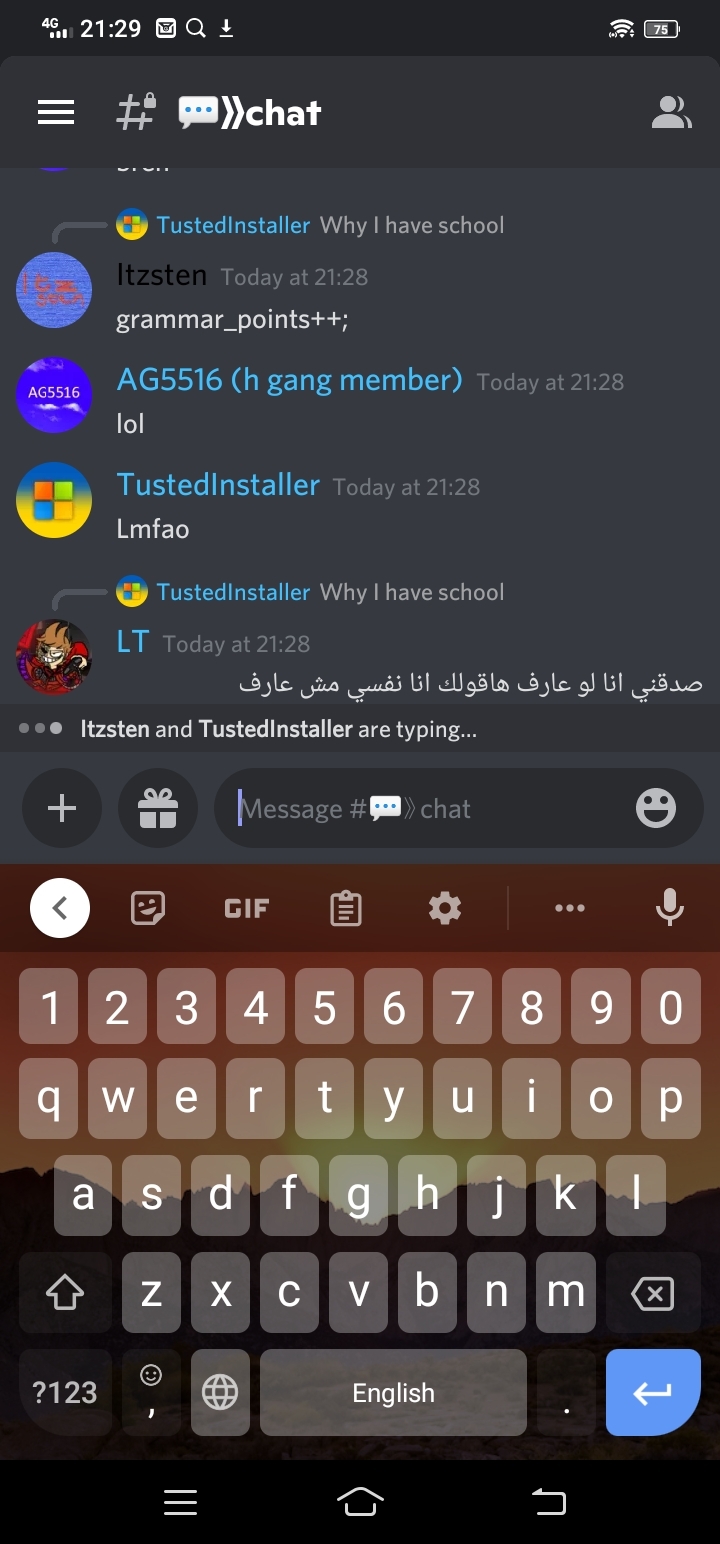 4G 21:29 75
💬》chat
TustedInstaller Why I have school
Itzsten Today at 21:28
grammar_points++;
AG5516
AG5516 (h gang member) Today at 21:28
lol
TustedInstaller Today at 21:28
Lmfao
TustedInstaller Why I have school
LT Today at 21:28
صدقني انا لو عارف هاقولك انا نفسي مش عارف
Itzsten and TustedInstaller are typing...
Message #💬》chat
GIF
1 2 3 4 5 6 7 8 9 0
q w e r t y u i o p
a s d f g h j k l
z x c v b n m
?123 , English .